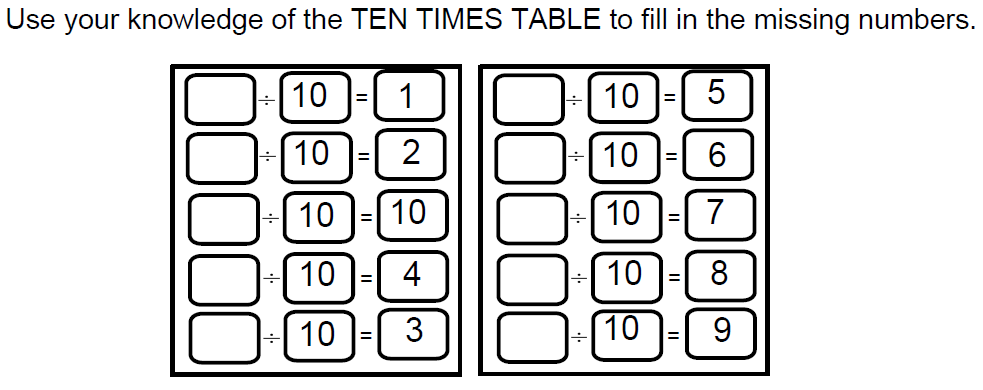 Use your knowledge of the TEN TIMES TABLE to fill in the missing numbers.
÷ 10 = 1
÷ 10 = 2
÷ 10 = 10
÷ 10 = 4
÷ 10 = 3
÷ 10 = 5
÷ 10 = 6
÷ 10 = 7
÷ 10 = 8
÷ 10 = 9